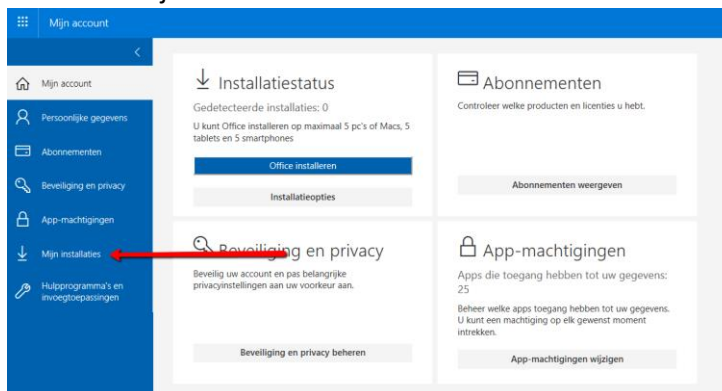 Mijn account
Mijn account
Persoonlijke gegevens
Abonnementen
Beveiliging en privacy
App-machtigingen
Mijn installaties
Hulpprogramma's en
invoegtoepassingen
Installatiestatus
Gedetecteerde installaties: 0
U kunt Office installeren op maximaal 5 pc's of Macs, 5
tablets en 5 smartphones
Office installeren
Installatieopties
Abonnementen
Controleer welke producten en licenties u hebt.
Abonnementen weergeven
Beveiliging en privacy
Beveilig uw account en pas belangrijke
privacyinstellingen aan uw voorkeur aan.
Beveiliging en privacy beheren
App-machtigingen
Apps die toegang hebben tot uw gegevens:
25
Beheer welke apps toegang hebben tot uw gegevens.
U kunt een machtiging op elk gewenst moment
intrekken.
App-machtigingen wijzigen